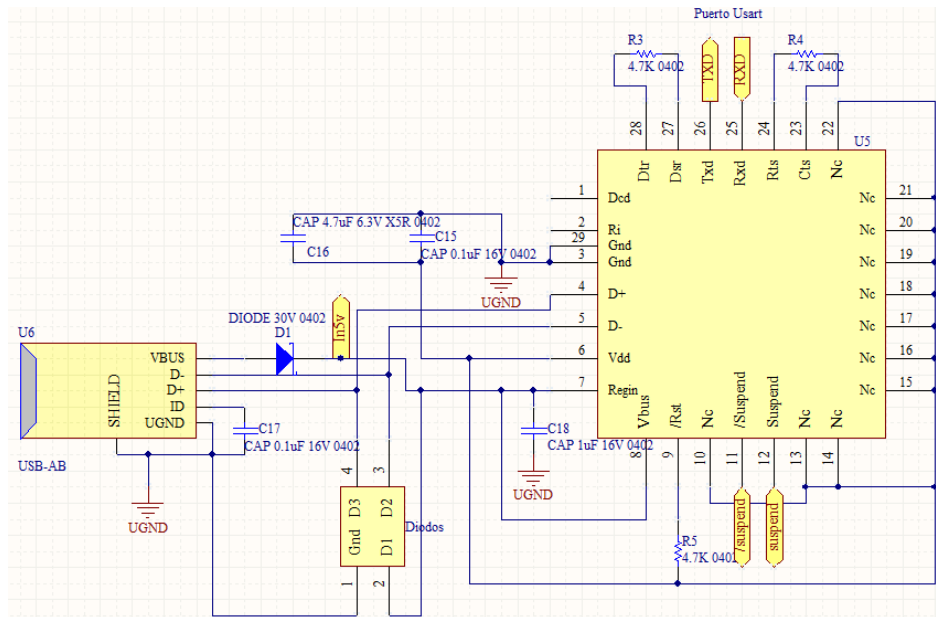 Puerto Usart
R3
4.7K 0402
TXD
RXD
R4
4.7K 0402
28
27
26
25
24
23
22
U5
Dtr
Dsr
Txd
Rxd
Rts
Cts
Nc
1
Dcd
Nc
21
2
Ri
Nc
20
29
Gnd
3
Gnd
Nc
19
4
D+
Nc
18
5
D-
Nc
17
6
Vdd
Nc
16
7
Regin
Nc
15
Vbus
/Rst
Nc
/Suspend
Suspend
Nc
Nc
8
9
10
11
12
13
14
/suspend
suspend
R5
4.7K 0402
CAP 4.7uF 6.3V X5R 0402
C16
C15
CAP 0.1uF 16V 0402
UGND
DIODE 30V 0402
D1
In5v
U6
VBUS
D-
D+
ID
UGND
SHIELD
USB-AB
C17
CAP 0.1uF 16V 0402
UGND
C18
CAP 1uF 16V 0402
UGND
4
3
D3
D2
Gnd
D1
Diodos
1
2